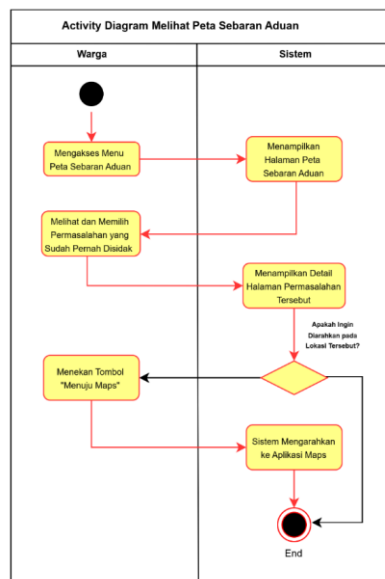 Activity Diagram Melihat Peta Sebaran Aduan
Warga
Sistem
Mengakses Menu
Peta Sebaran Aduan
Menampilkan
Halaman Peta
Sebaran Aduan
Melihat dan Memilih
Permasalahan yang
Sudah Pernah Disidak
Menampilkan Detail
Halaman Permasalahan
Tersebut
Apakah Ingin
Diarahkan pada
Lokasi Tersebut?
Menekan Tombol
"Menuju Maps"
Sistem Mengarahkan
ke Aplikasi Maps
End